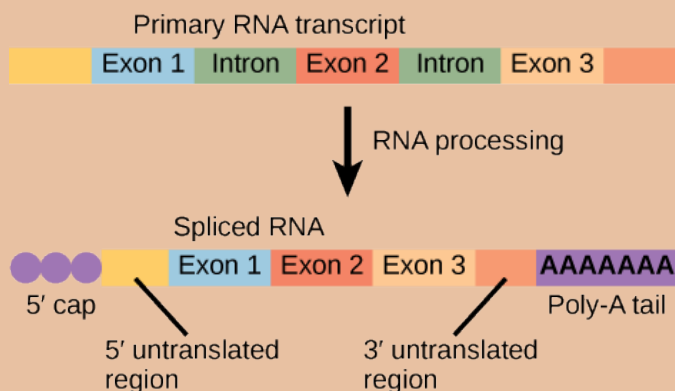 Primary RNA transcript
Exon 1 Intron Exon 2 Intron Exon 3
RNA processing
Spliced RNA
Exon 1 Exon 2 Exon 3 AAAAAAA
5′ cap
Poly-A tail
5′ untranslated
region
3′ untranslated
region